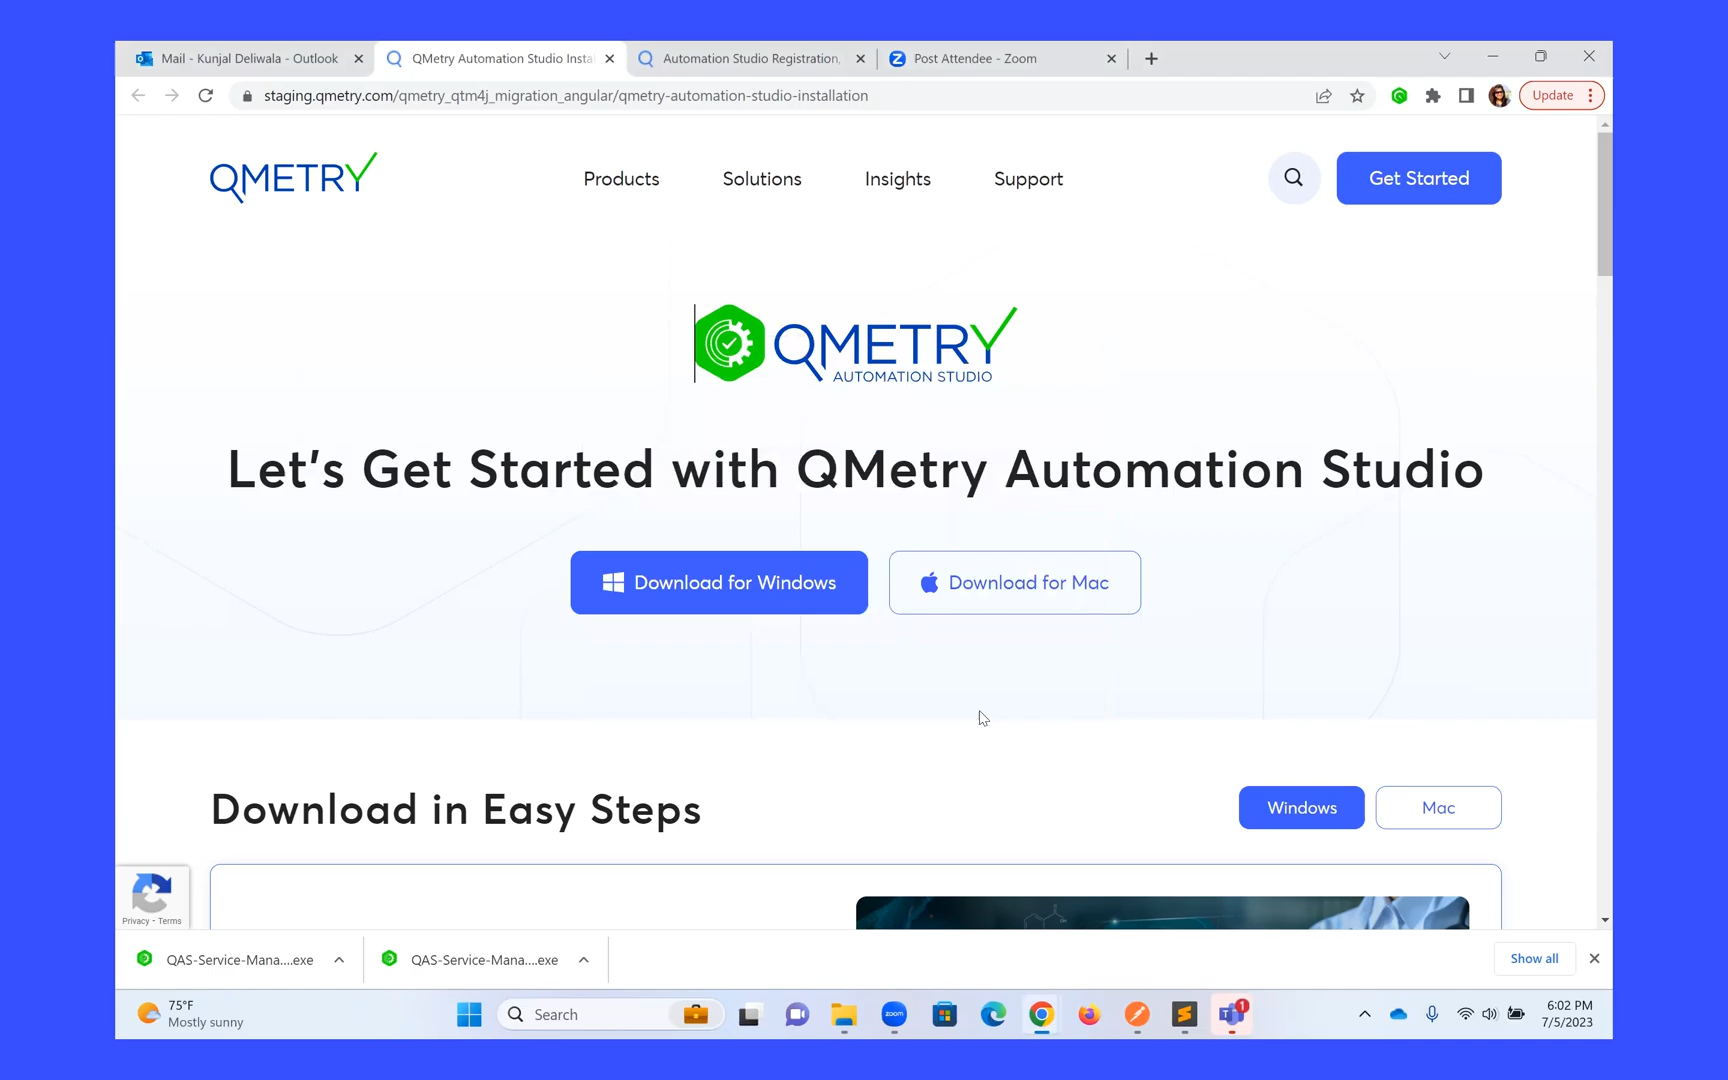 Mail - Kunjal Deliwala - Outlook
QMetry Automation Studio Insta
Automation Studio Registration,
Post Attendee - Zoom
staging.qmetry.com/qmetry_qtm4j_migration_angular/qmetry-automation-studio-installation
Update
QMETRY
Products
Solutions
Insights
Support
Get Started
QMETRY
AUTOMATION STUDIO
Let's Get Started with QMetry Automation Studio
Download for Windows
Download for Mac
Download in Easy Steps
Windows
Mac
Privacy - Terms
QAS-Service-Mana....exe
QAS-Service-Mana....exe
Show all
75°F
Mostly sunny
Search
zoom
1
6:02 PM
7/5/2023